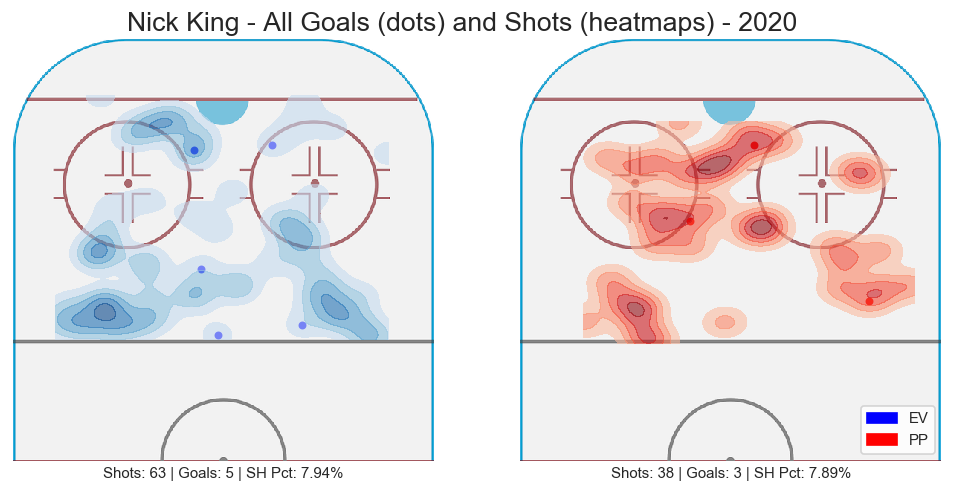 Nick King - All Goals (dots) and Shots (heatmaps) - 2020
EV
PP
Shots: 63 | Goals: 5 | SH Pct: 7.94%
Shots: 38 | Goals: 3 | SH Pct: 7.89%